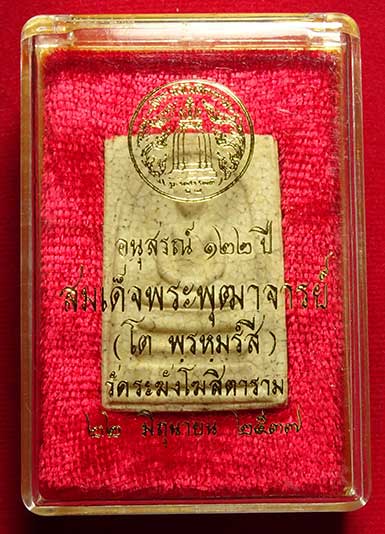 อนุสรณ์ ๑๒๒ ปี
สมเด็จพระพุฒาจารย์
(โต พฺรหฺมรํสี)
วัดระฆังโฆสิตาราม
๒๒ มิถุนายน ๒๕๓๗